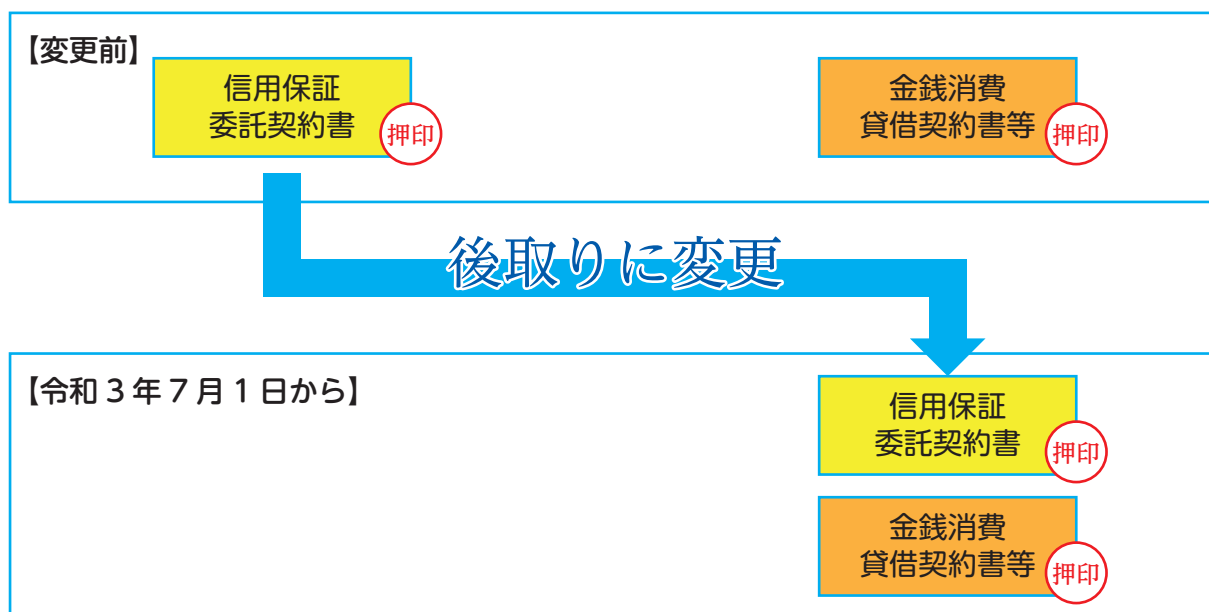 【変更前】
信用保証
委託契約書
押印
金銭消費
貸借契約書等
押印
後取りに変更
【令和３年７月１日から】
信用保証
委託契約書
押印
金銭消費
貸借契約書等
押印